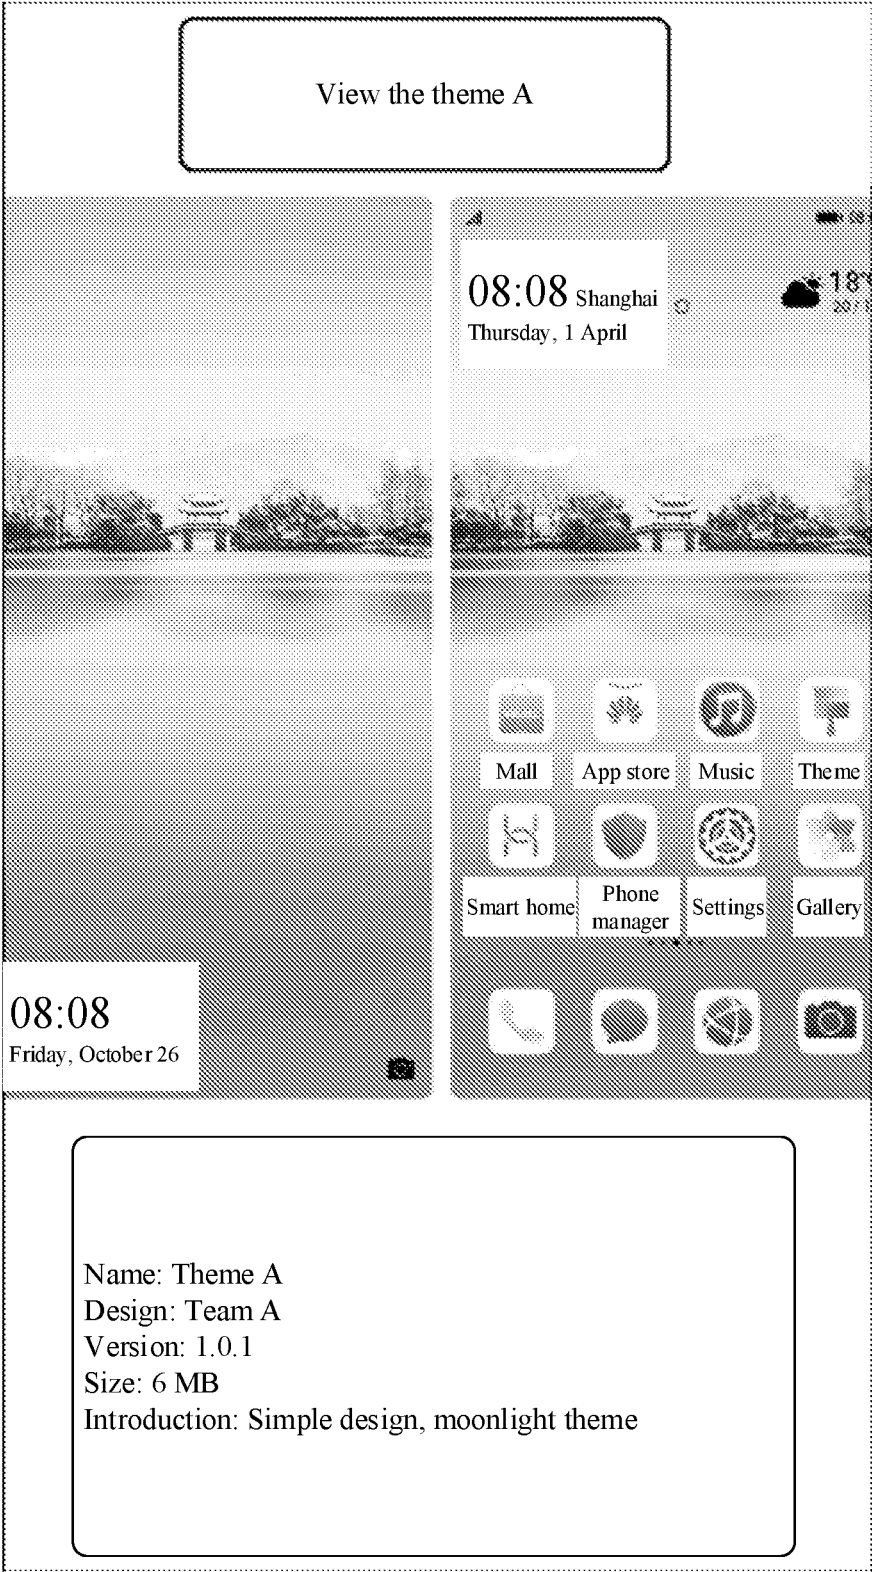 View the theme A
08:08
Friday, October 26
08:08 Shanghai
Thursday, 1 April
18°
20 /
Mall App store Music Theme
Smart home Phone manager Settings Gallery
Name: Theme A
Design: Team A
Version: 1.0.1
Size: 6 MB
Introduction: Simple design, moonlight theme